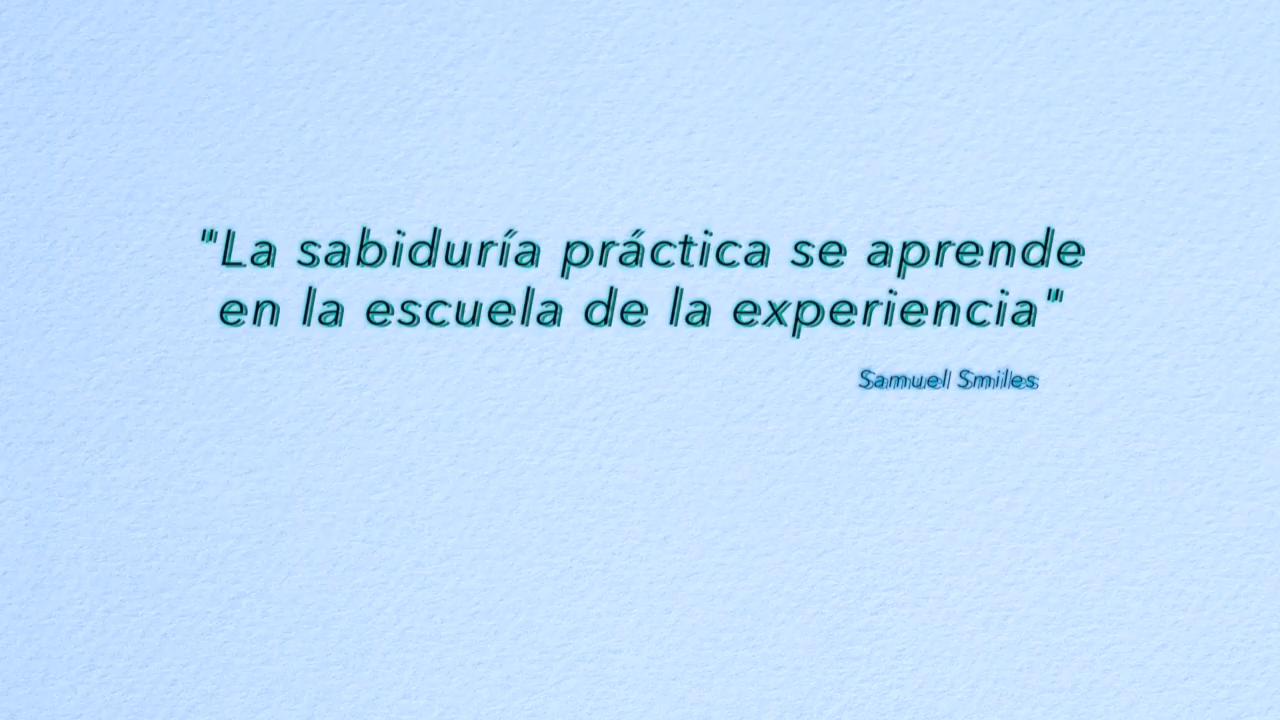 "La sabiduría práctica se aprende
en la escuela de la experiencia"
Samuel Smiles